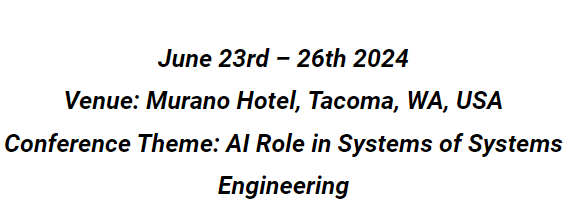 June 23rd – 26th 2024
Venue: Murano Hotel, Tacoma, WA, USA
Conference Theme: AI Role in Systems of Systems
Engineering